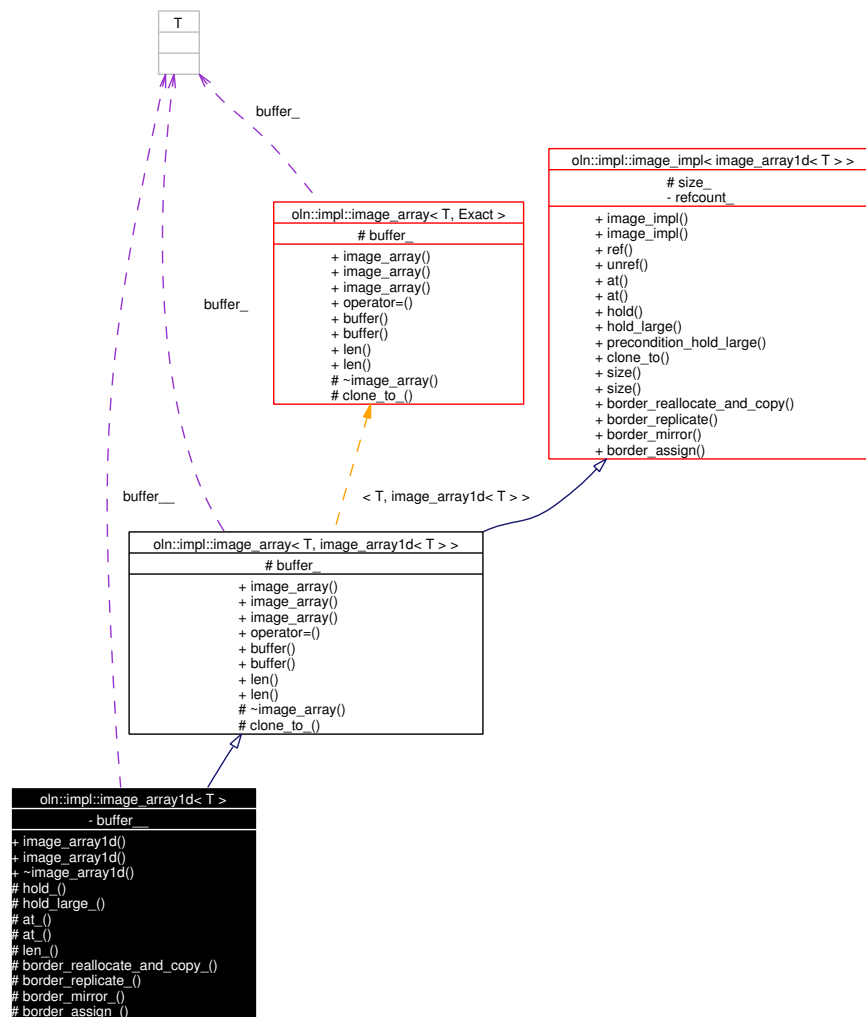 T
buffer_
oln::impl::image_impl< image_array1d< T > >
# size_
- refcount_
+ image_impl()
+ image_impl()
+ ref()
+ unref()
+ at()
+ at()
+ hold()
+ hold_large()
+ precondition_hold_large()
+ clone_to()
+ size()
+ size()
+ border_reallocate_and_copy()
+ border_replicate()
+ border_mirror()
+ border_assign()
oln::impl::image_array< T, Exact >
# buffer_
+ image_array()
+ image_array()
+ image_array()
+ operator=()
+ buffer()
+ buffer()
+ len()
+ len()
# ~image_array()
# clone_to_()
buffer_
buffer__
< T, image_array1d< T > >
oln::impl::image_array< T, image_array1d< T > >
# buffer_
+ image_array()
+ image_array()
+ image_array()
+ operator=()
+ buffer()
+ buffer()
+ len()
+ len()
# ~image_array()
# clone_to_()
oln::impl::image_array1d< T >
- buffer__
+ image_array1d()
+ image_array1d()
+ ~image_array1d()
# hold_()
# hold_large_()
# at_()
# at_()
# len_()
# border_reallocate_and_copy_()
# border_replicate_()
# border_mirror_()
# border_assign_()